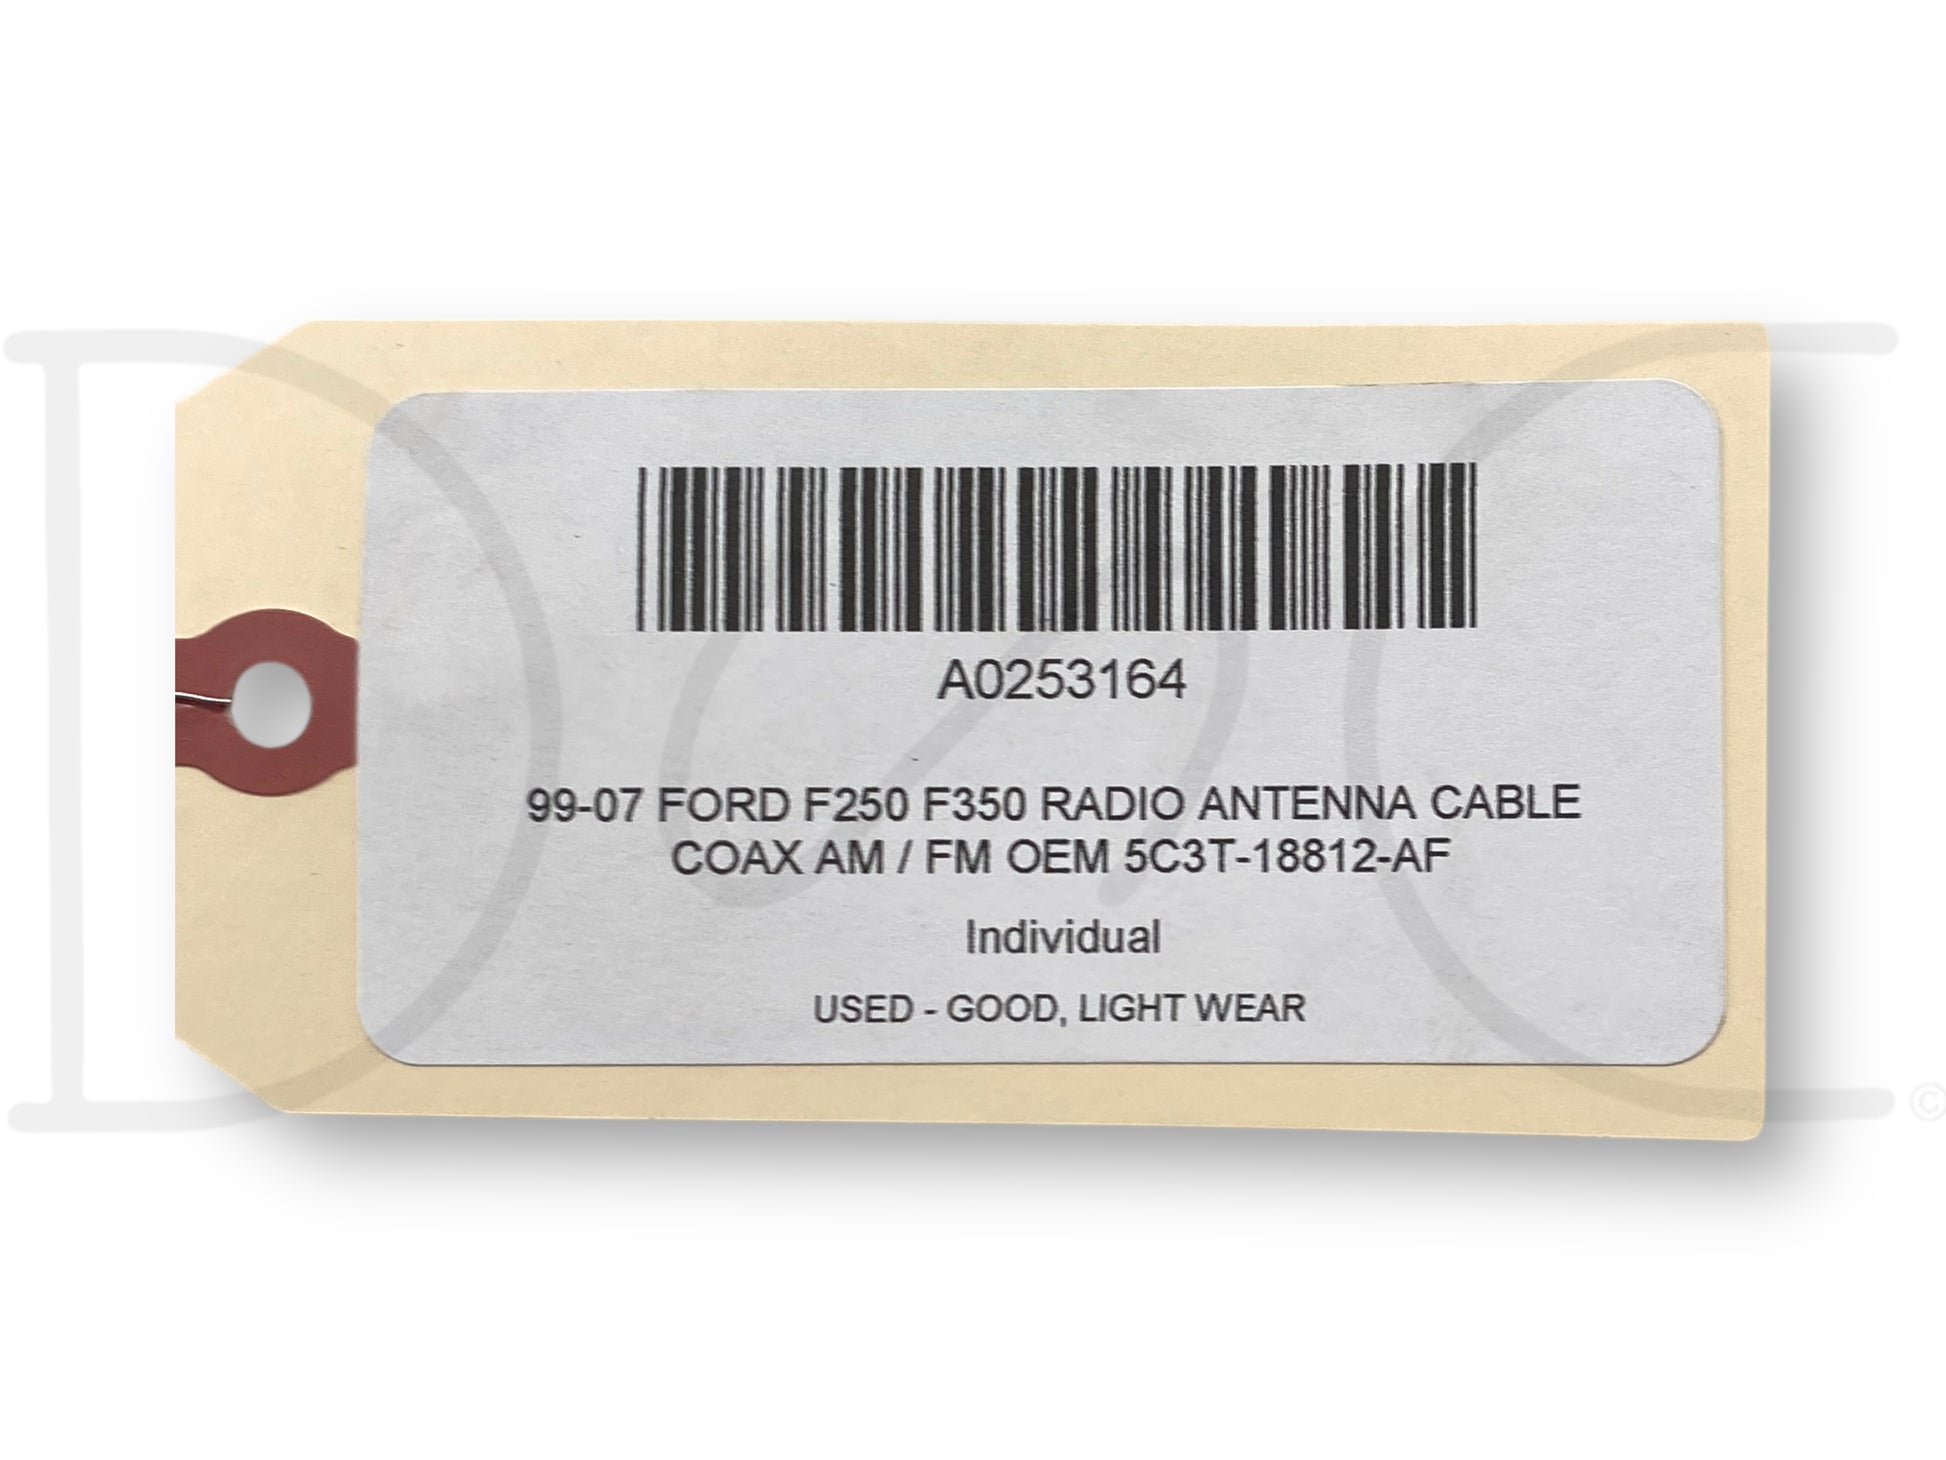 A0253164
99-07 FORD F250 F350 RADIO ANTENNA CABLE
COAX AM / FM OEM 5C3T-18812-AF
Individual
USED - GOOD, LIGHT WEAR
©